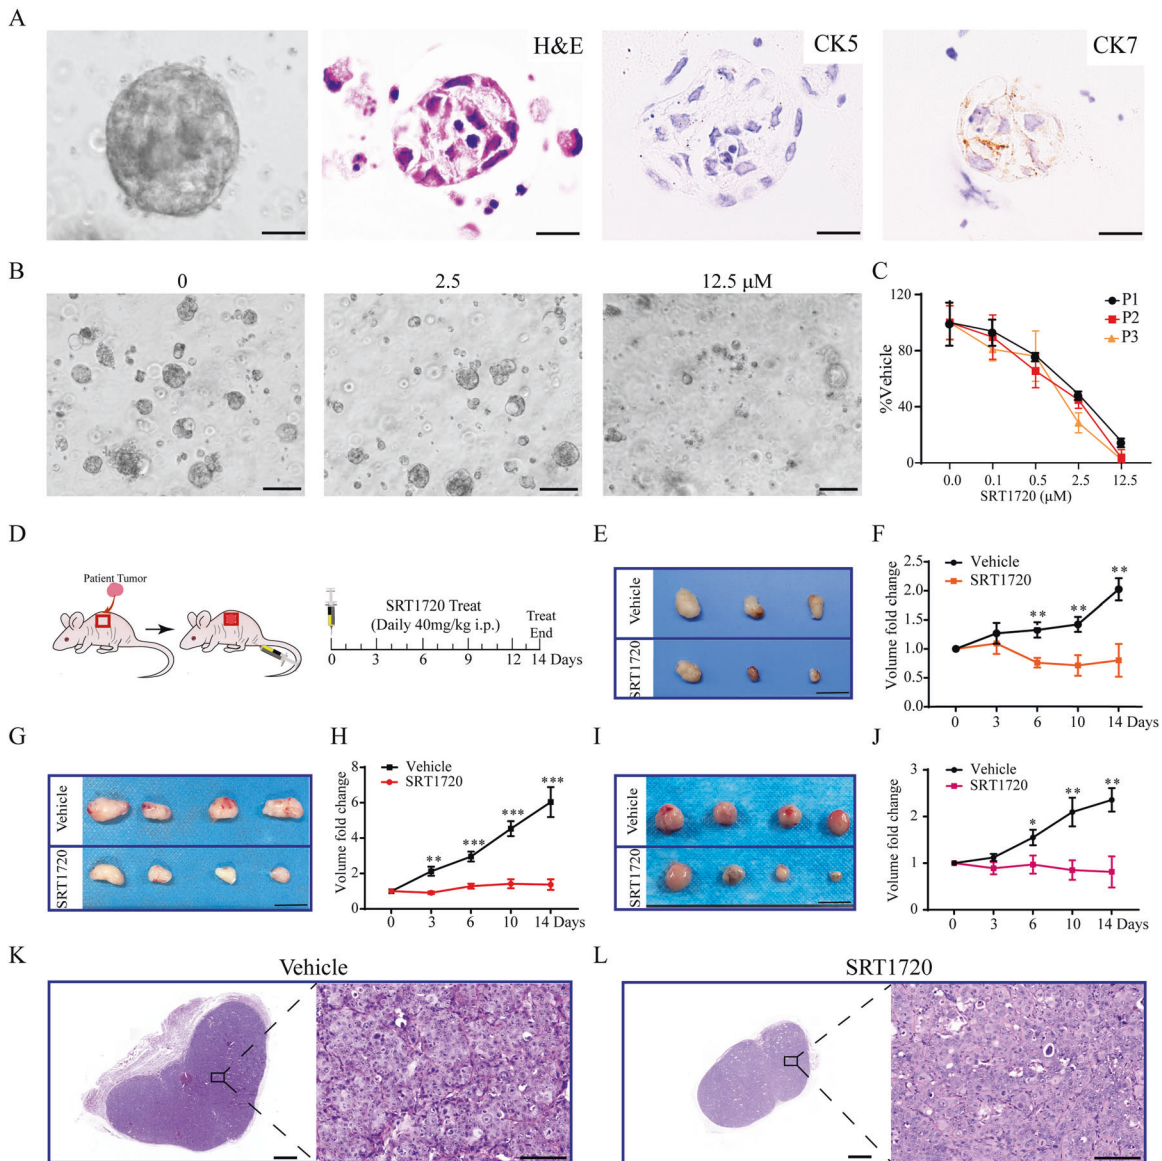 A
H&E
CK5
CK7
B
0
2.5
12.5 μM
C
120
80
40
0
%Vehicle
P1
P2
P3
0.0
0.1
0.5
2.5
12.5
SRT1720 (μM)
D
Patient Tumor
SRT1720 Treat
(Daily 40mg/kg i.p.)
Treat
End
0
3
6
9
12
14 Days
E
Vehicle
SRT1720
F
Volume fold change
2.5
2.0
1.5
1.0
0.5
0.0
Vehicle
SRT1720
**
**
**
0
3
6
10
14 Days
G
Vehicle
SRT1720
H
Volume fold change
8
6
4
2
0
Vehicle
SRT1720
**
***
***
***
0
3
6
10
14 Days
I
Vehicle
SRT1720
J
Volume fold change
3
2
1
0
Vehicle
SRT1720
*
**
**
0
3
6
10
14 Days
K
Vehicle
L
SRT1720